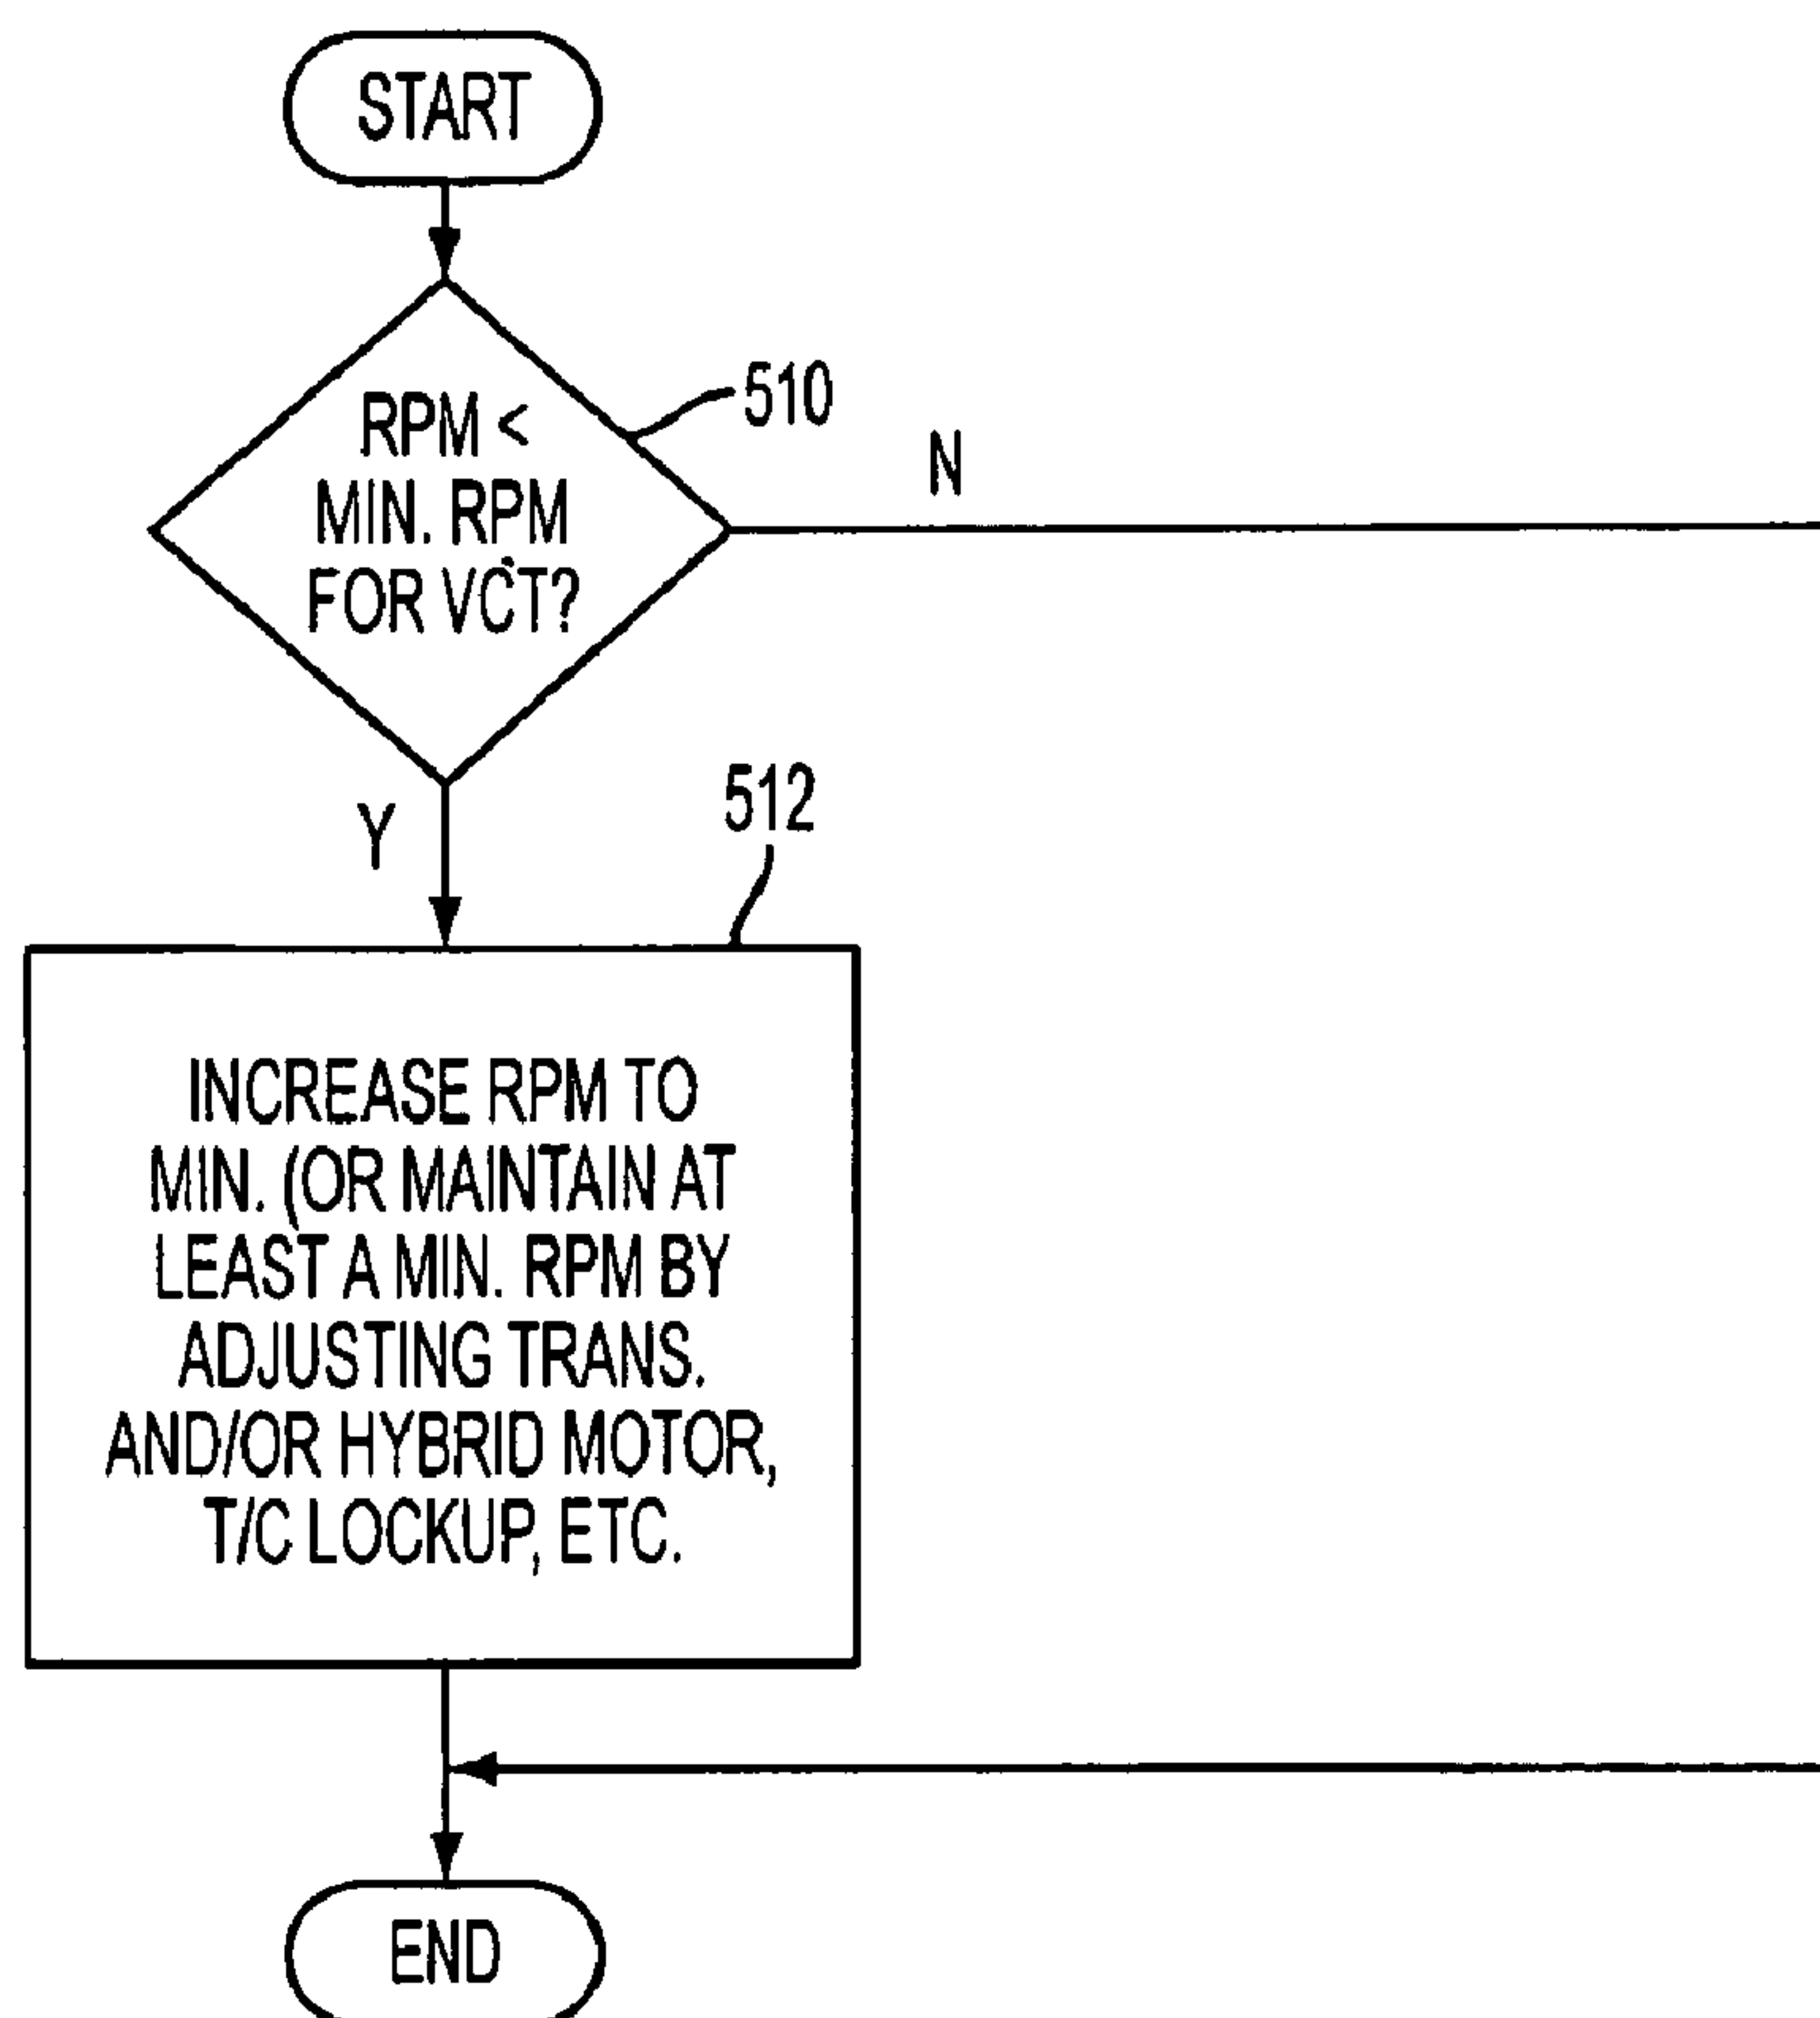 START
RPM <
MIN. RPM
FOR VCT?
510
N
Y
512
INCREASE RPM TO
MIN. (OR MAINTAIN AT
LEAST A MIN. RPM BY
ADJUSTING TRANS.
AND/OR HYBRID MOTOR,
T/C LOCKUP, ETC.
END